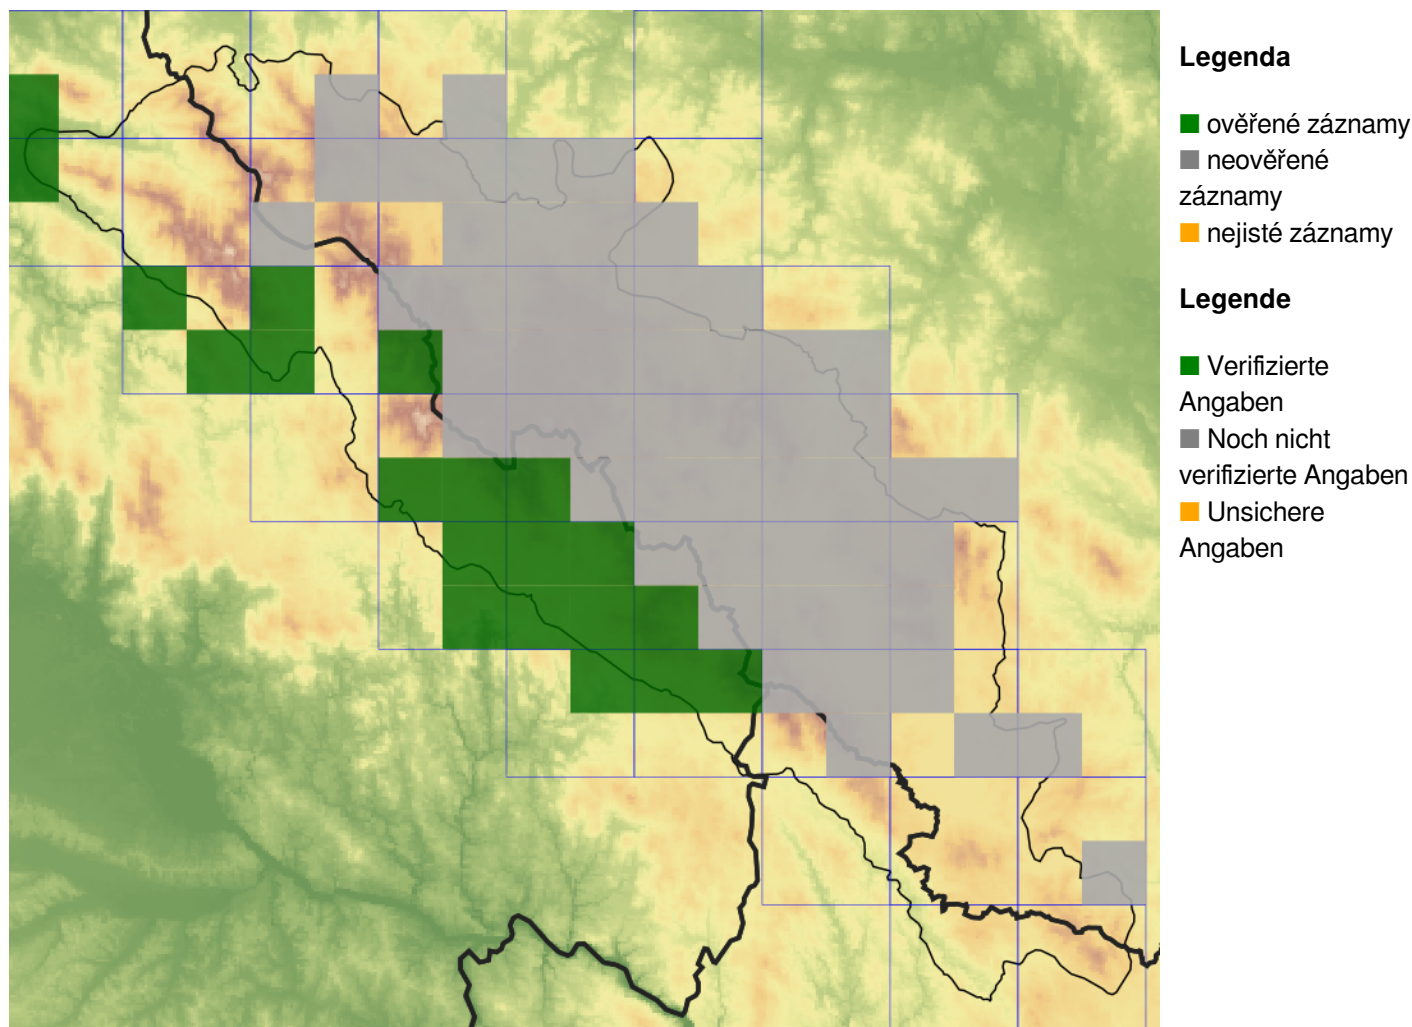 Legenda
ověřené záznamy
neověřené
záznamy
nejisté záznamy
Legende
Verifizierte
Angaben
Noch nicht
verifizierte Angaben
Unsichere
Angaben